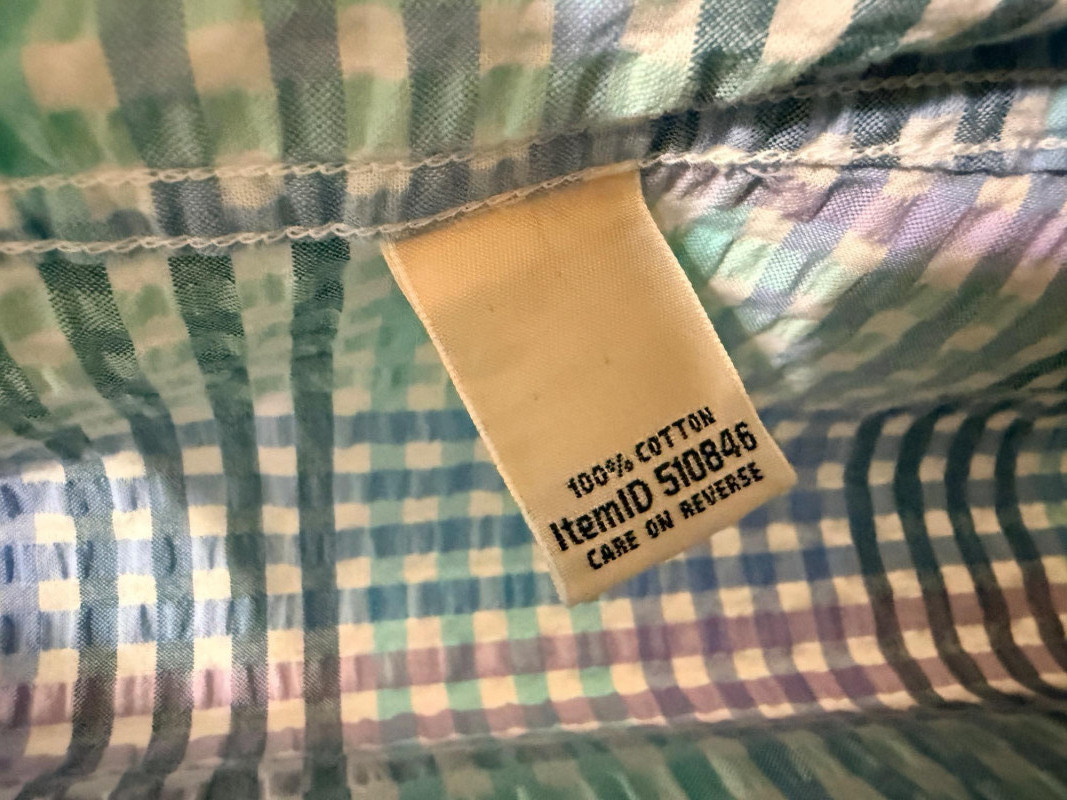 100% COTTON
ItemID 510846
CARE ON REVERSE